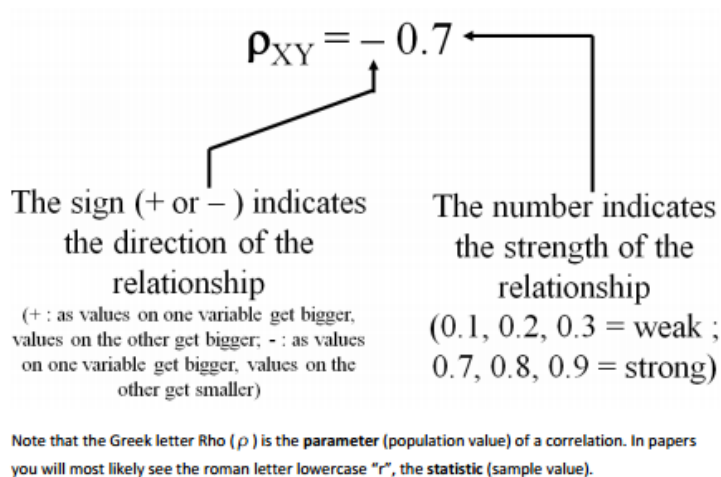 ρXY = – 0.7
The sign (+ or – ) indicates
the direction of the
relationship
(+ : as values on one variable get bigger,
values on the other get bigger; - : as values
on one variable get bigger, values on the
other get smaller)
The number indicates
the strength of the
relationship
(0.1, 0.2, 0.3 = weak ;
0.7, 0.8, 0.9 = strong)
Note that the Greek letter Rho (ρ) is the parameter (population value) of a correlation. In papers
you will most likely see the roman letter lowercase "r", the statistic (sample value).